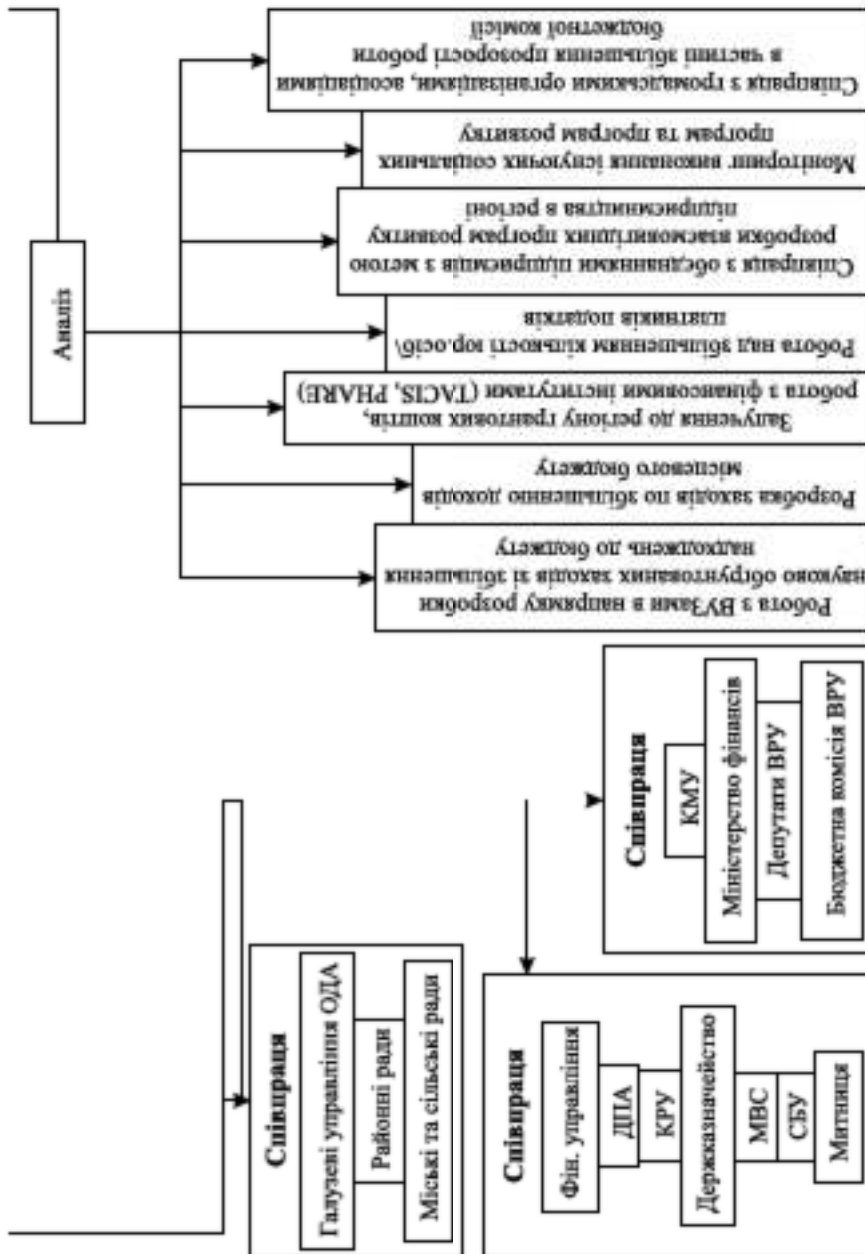 Аналіз
Співпраця з громадськими організаціями, асоціаціями
в частині збільшення прозорості роботи
бюджетної комісії
Моніторинг виконання існуючих соціальних
програм та програм розвитку
Співпраця з обєднаннями підприємців з метою
розробки взаємовигідних програм розвитку
підприємництва в регіоні
Робота над збільшенням кількості юр.осіб\
платників податків
Залучення до регіону грантових коштів,
робота з фінансовими інститутами (TACIS, PHARE)
Розробка заходів по збільшенню доходів
місцевого бюджету
Робота з ВУЗами в напрямку розробки
науково обґрунтованих заходів зі збільшення
надходжень до бюджету
Співпраця
КМУ
Міністерство фінансів
Депутати ВРУ
Бюджетна комісія ВРУ
Співпраця
Галузеві управління ОДА
Районні ради
Міські та сільські ради
Співпраця
Фін. управління
ДПА
КРУ
Держказначейство
МВС
СБУ
Митниця